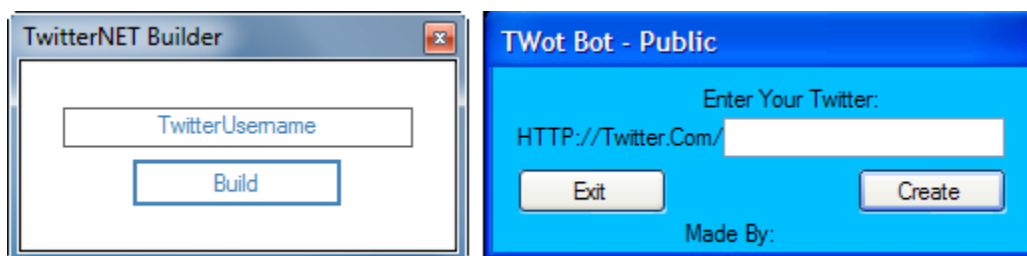 TwitterNET Builder
TwitterUsername
Build
TWot Bot - Public
Enter Your Twitter:
HTTP://Twitter.Com/
Exit
Create
Made By: